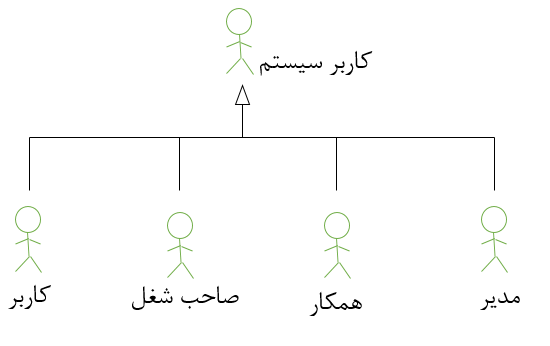 کاربر سیستم
مدیر
همکار
صاحب شغل
کاربر